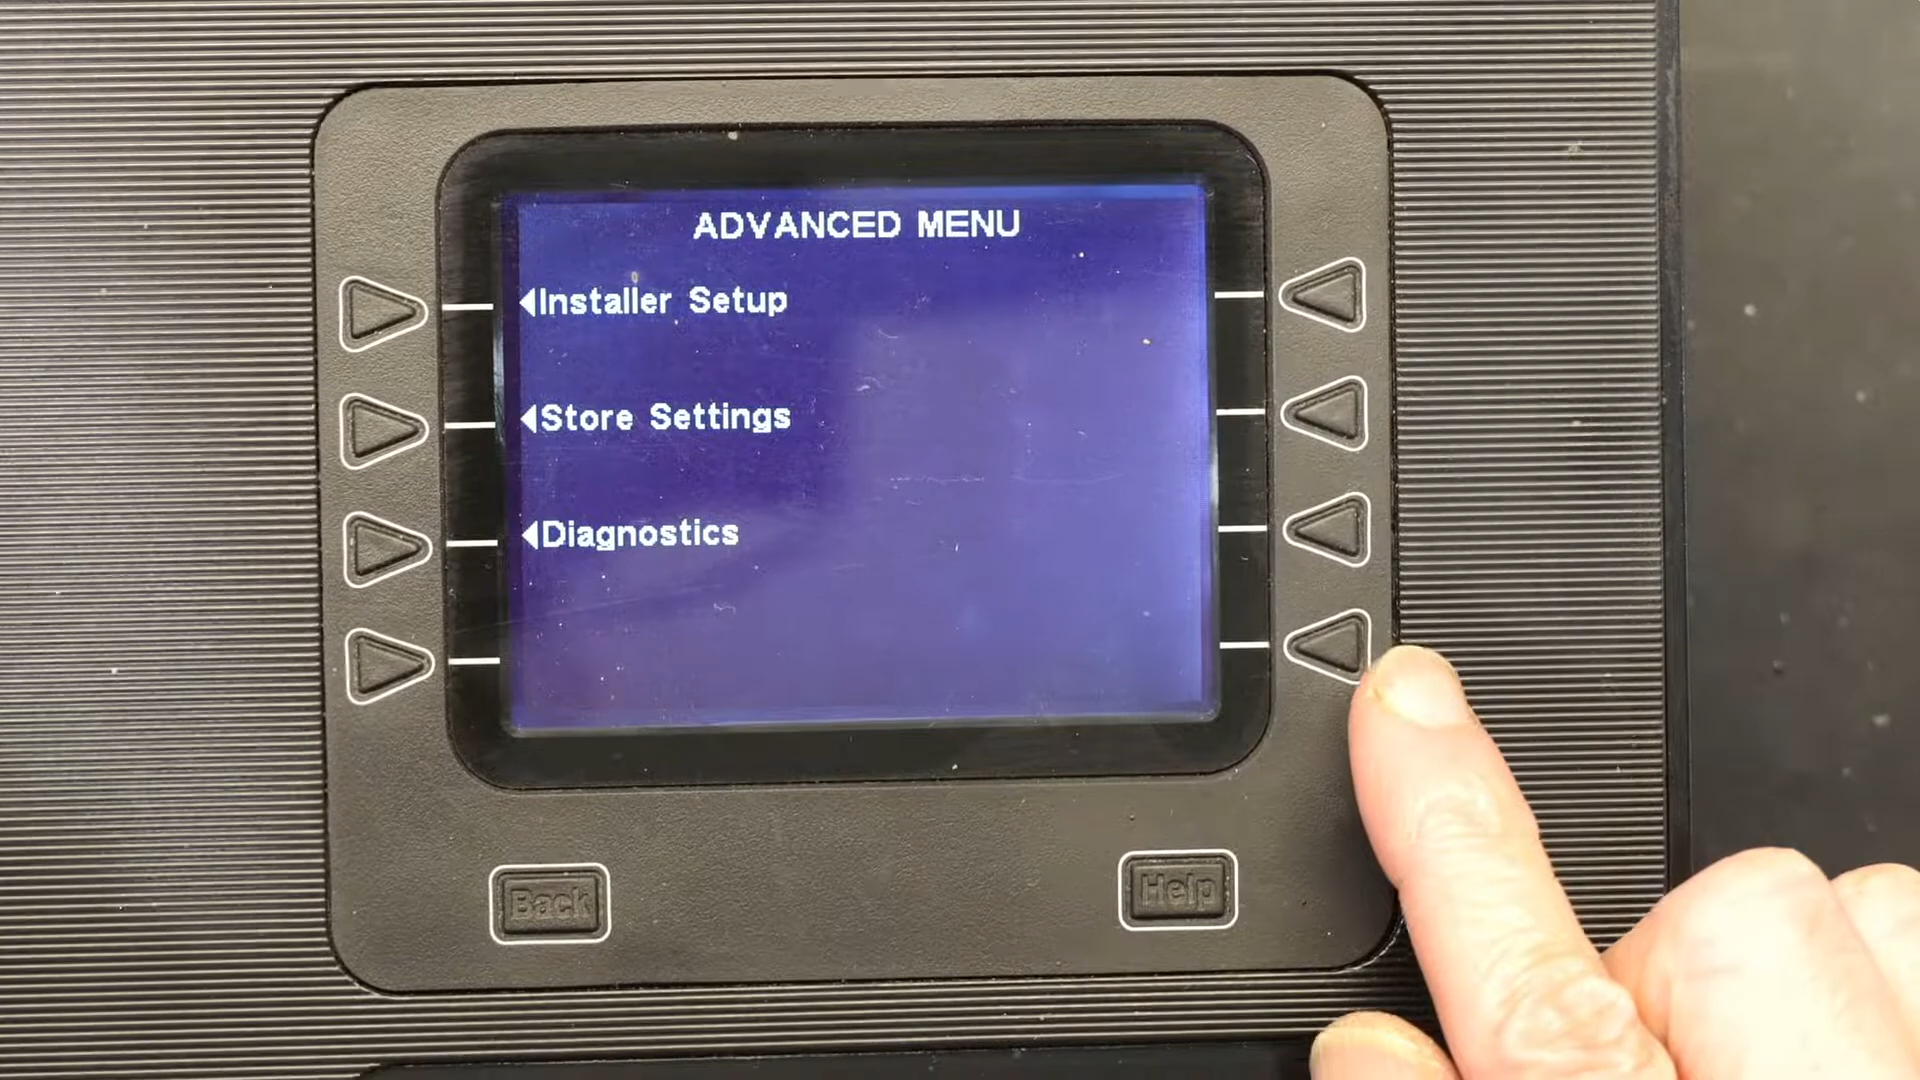 ADVANCED MENU
Installer Setup
Store Settings
Diagnostics
Back
Help